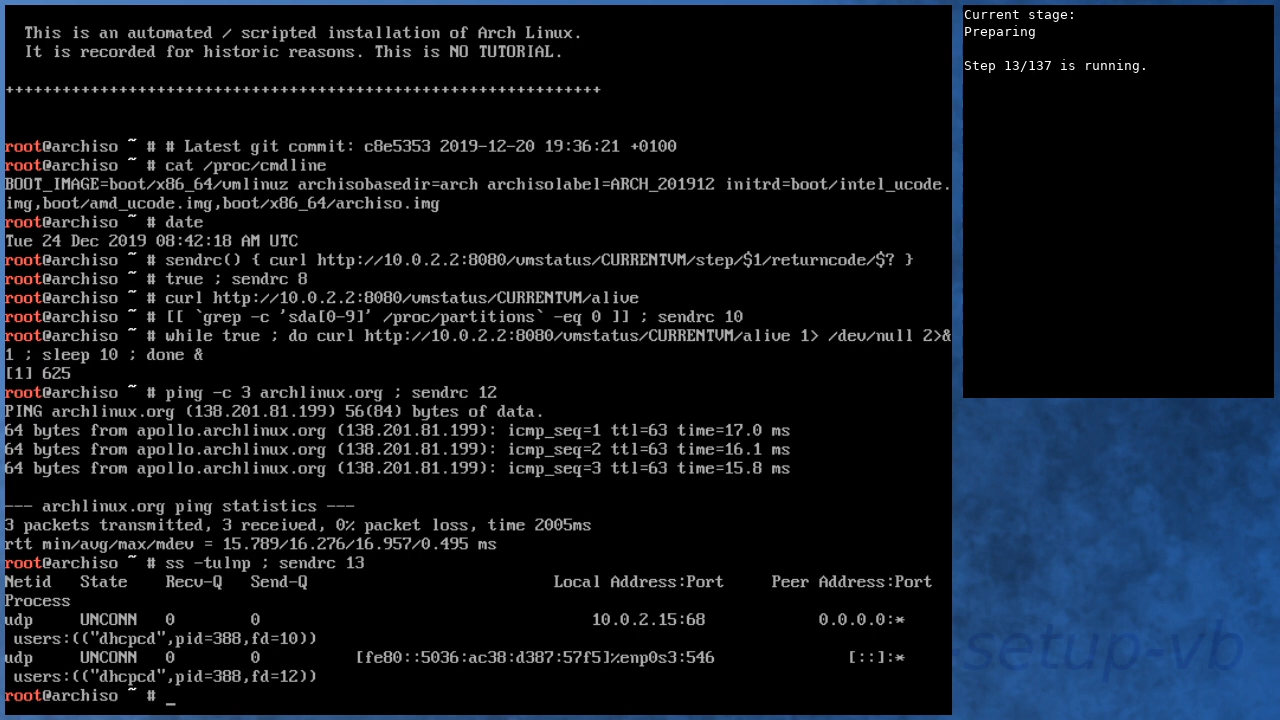 This is an automated / scripted installation of Arch Linux.
It is recorded for historic reasons. This is NO TUTORIAL.
+++++++++++++++++++++++++++++++++++++++++++++++++++++++++++++++
root@archiso ~ # # Latest git commit: c8e5353 2019-12-20 19:36:21 +0100
root@archiso ~ # cat /proc/cmdline
BOOT_IMAGE=boot/x86_64/vmlinuz archisobasedir=arch archisolabel=ARCH_201912 initrd=boot/intel_ucode.
img,boot/amd_ucode.img,boot/x86_64/archiso.img
root@archiso ~ # date
Tue 24 Dec 2019 08:42:18 AM UTC
root@archiso ~ # sendrc() { curl http://10.0.2.2:8080/vmstatus/CURRENTVM/step/$1/returncode/$? }
root@archiso ~ # true ; sendrc 8
root@archiso ~ # curl http://10.0.2.2:8080/vmstatus/CURRENTVM/alive
root@archiso ~ # [[ `grep -c 'sda[0-9]' /proc/partitions` -eq 0 ]] ; sendrc 10
root@archiso ~ # while true ; do curl http://10.0.2.2:8080/vmstatus/CURRENTVM/alive 1> /dev/null 2>&
1 ; sleep 10 ; done &
[1] 625
root@archiso ~ # ping -c 3 archlinux.org ; sendrc 12
PING archlinux.org (138.201.81.199) 56(84) bytes of data.
64 bytes from apollo.archlinux.org (138.201.81.199): icmp_seq=1 ttl=63 time=17.0 ms
64 bytes from apollo.archlinux.org (138.201.81.199): icmp_seq=2 ttl=63 time=16.1 ms
64 bytes from apollo.archlinux.org (138.201.81.199): icmp_seq=3 ttl=63 time=15.8 ms
--- archlinux.org ping statistics ---
3 packets transmitted, 3 received, 0% packet loss, time 2005ms
rtt min/avg/max/mdev = 15.789/16.276/16.957/0.495 ms
root@archiso ~ # ss -tulnp ; sendrc 13
Netid State Recv-Q Send-Q Local Address:Port Peer Address:Port
Process
udp UNCONN 0 0 10.0.2.15:68 0.0.0.0:*
users:(("dhcpcd",pid=388,fd=10))
udp UNCONN 0 0 [fe80::5036:ac38:d387:57f5]%enp0s3:546 [::]:*
users:(("dhcpcd",pid=388,fd=12))
root@archiso ~ # _
Current stage:
Preparing
Step 13/137 is running.
-setup-vb